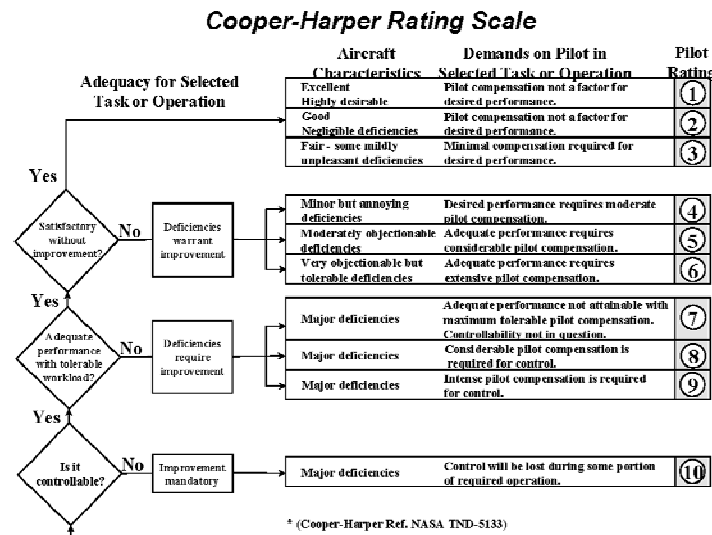 Cooper-Harper Rating Scale
Adequacy for Selected
Task or Operation
Aircraft
Characteristics
Demands on Pilot in
Selected Task or Operation
Pilot
Rating
Excellent
Highly desirable
Pilot compensation not a factor for
desired performance.
1
Good
Negligible deficiencies
Pilot compensation not a factor for
desired performance.
2
Fair - some mildly
unpleasant deficiencies
Minimal compensation required for
desired performance.
3
Yes
Satisfactory
without
improvement?
No
Deficiencies
warrant
improvement
Minor but annoying
deficiencies
Desired performance requires moderate
pilot compensation.
4
Moderately objectionable
deficiencies
Adequate performance requires
considerable pilot compensation.
5
Very objectionable but
tolerable deficiencies
Adequate performance requires
extensive pilot compensation.
6
Yes
Adequate
performance
with tolerable
workload?
No
Deficiencies
require
improvement
Major deficiencies
Adequate performance not attainable with
maximum tolerable pilot compensation.
Controllability not in question.
7
Major deficiencies
Considerable pilot compensation is
required for control.
8
Major deficiencies
Intense pilot compensation is required
for control.
9
Yes
Is it
controllable?
No
Improvement
mandatory
Major deficiencies
Control will be lost during some portion
of required operation.
10
* (Cooper-Harper Ref. NASA TND-5133)